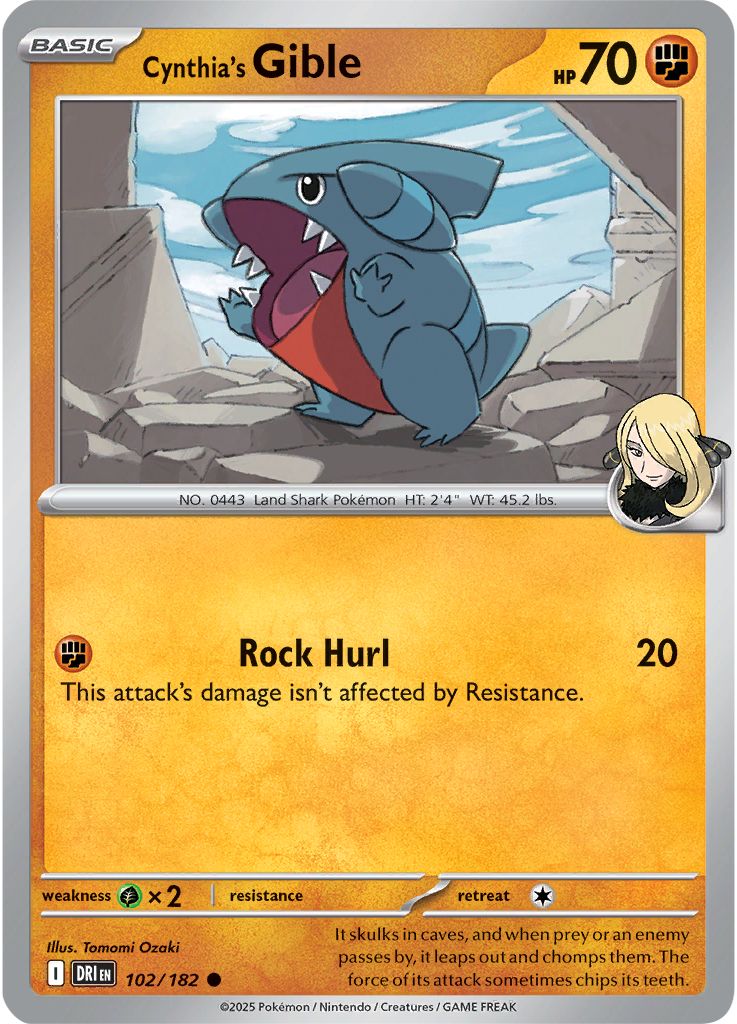 BASIC
Cynthia's Gible
HP 70
NO. 0443 Land Shark Pokémon HT: 2'4" WT: 45.2 lbs.
Rock Hurl 20
This attack's damage isn't affected by Resistance.
weakness ×2 resistance retreat
Illus. Tomomi Ozaki
It skulks in caves, and when prey or an enemy
passes by, it leaps out and chomps them. The
force of its attack sometimes chips its teeth.
I DRI EN 102/182
©2025 Pokémon / Nintendo / Creatures / GAME FREAK